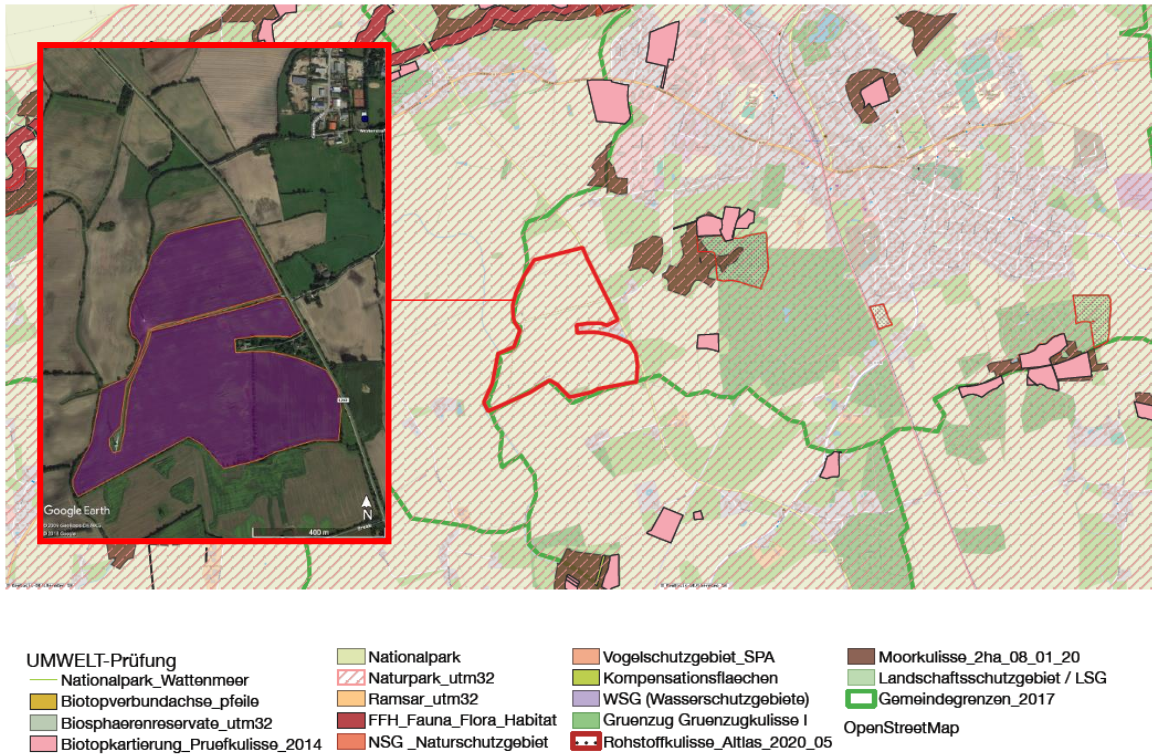 Google Earth
400 m
N
UMWELT-Prüfung
Nationalpark_Wattenmeer
Biotopverbundachse_pfeile
Biosphaerenreservate_utm32
Biotopkartierung_Pruefkulisse_2014
Nationalpark
Naturpark_utm32
Ramsar_utm32
FFH_Fauna_Flora_Habitat
NSG _Naturschutzgebiet
Vogelschutzgebiet_SPA
Kompensationsflaechen
WSG (Wasserschutzgebiete)
Gruenzug Gruenzugkulisse I
Rohstoffkulisse_Altlas_2020_05
Moorkulisse_2ha_08_01_20
Landschaftsschutzgebiet / LSG
Gemeindegrenzen_2017
OpenStreetMap